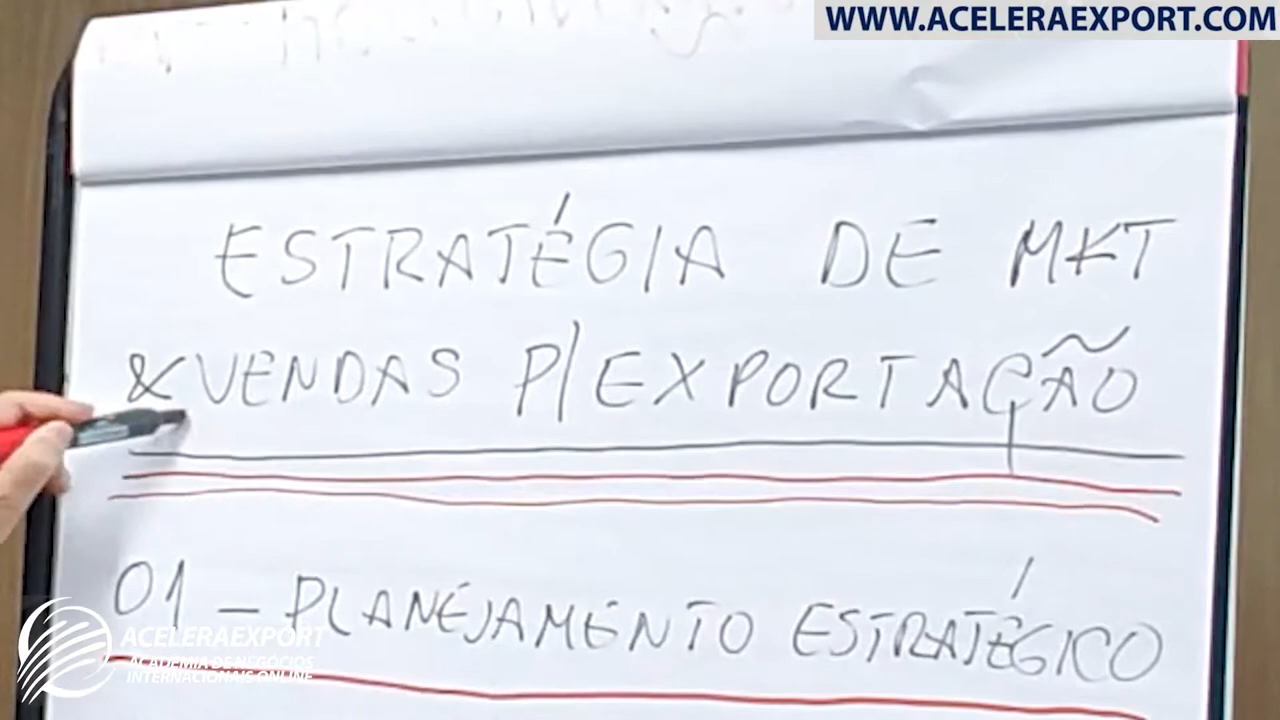 WWW.ACELERAEXPORT.COM
ESTRATÉGIA DE MKT
& VENDAS P/ EXPORTAÇÃO
01 - PLANEJAMENTO ESTRATÉGICO
ACELERAEXPORT
ACADEMIA DE NEGÓCIOS
INTERNACIONAIS ONLINE